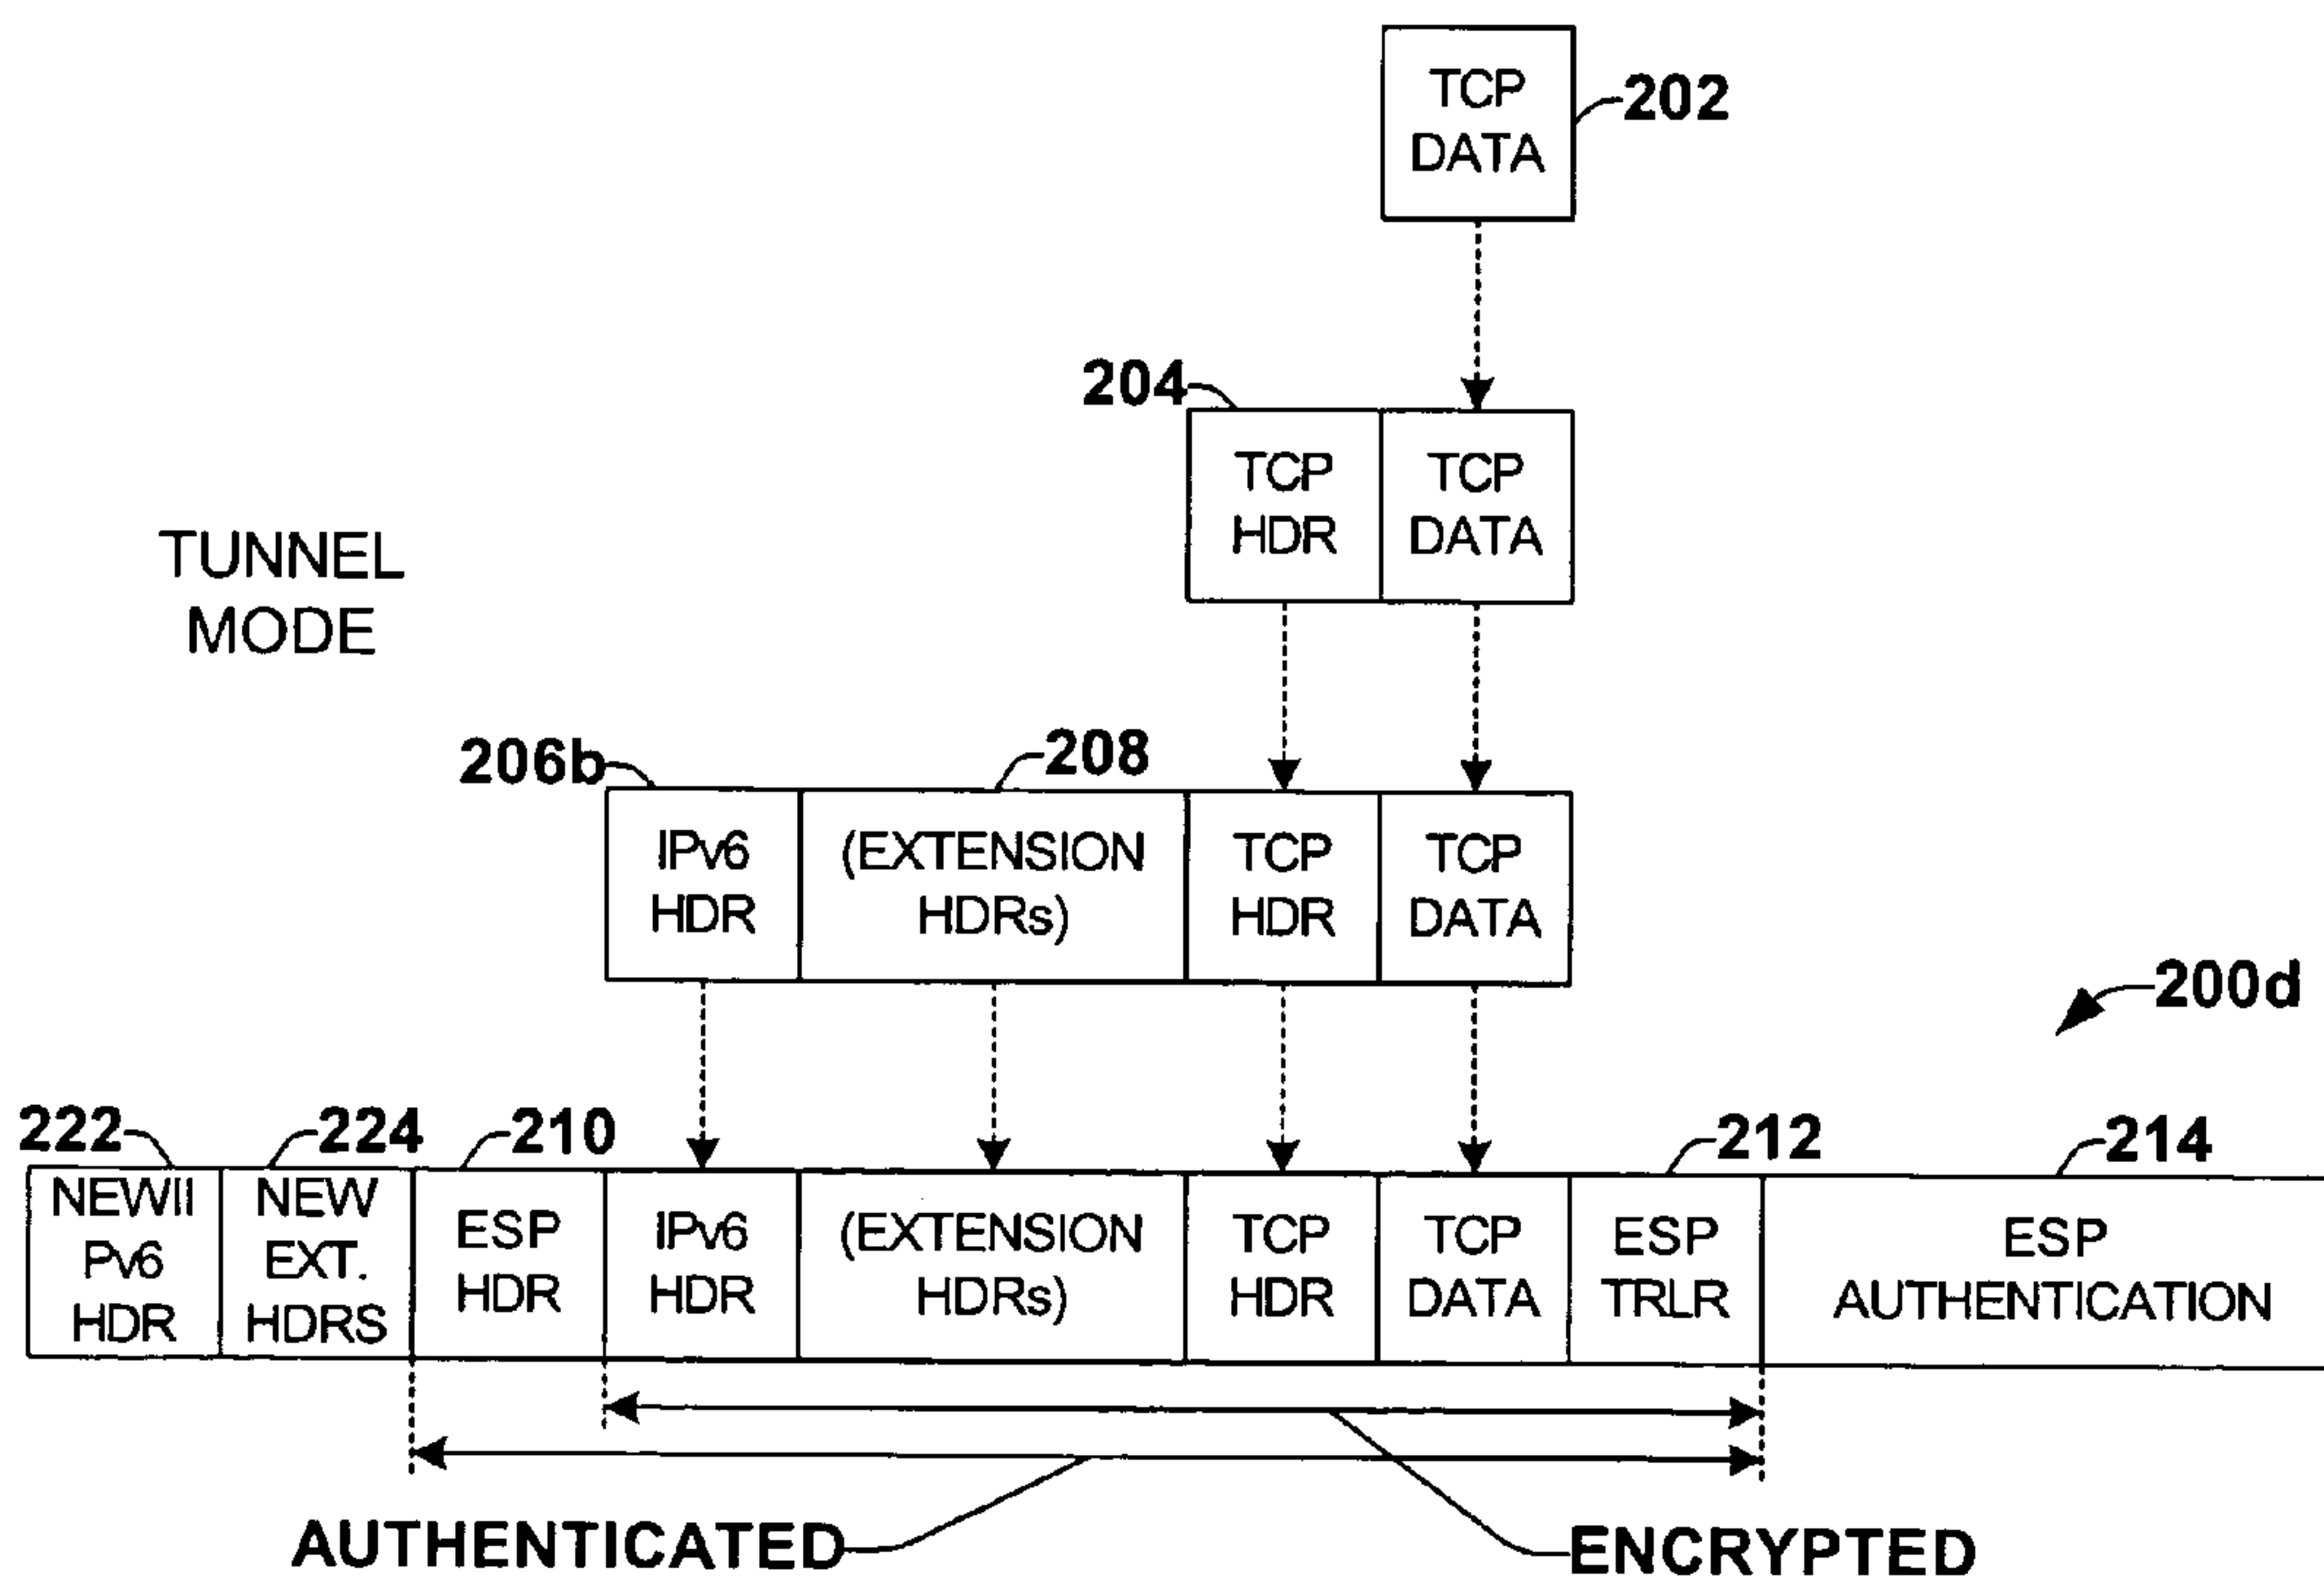 TCP
DATA
202
204
TCP
HDR
TCP
DATA
TUNNEL
MODE
206b
208
IPv6
HDR
(EXTENSION
HDRs)
TCP
HDR
TCP
DATA
200d
222
224
210
212
214
NEWII
Pv6
HDR
NEW
EXT.
HDRS
ESP
HDR
IPv6
HDR
(EXTENSION
HDRs)
TCP
HDR
TCP
DATA
ESP
TRLR
ESP
AUTHENTICATION
AUTHENTICATED
ENCRYPTED